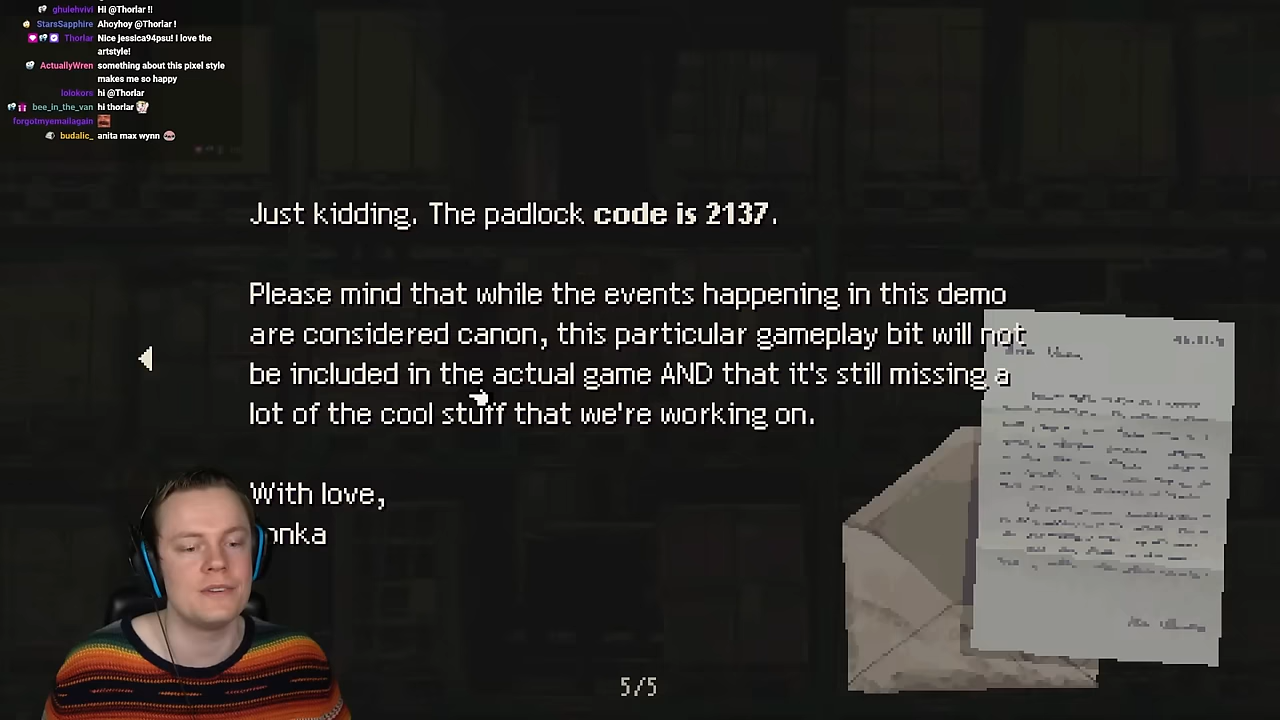 ghulehvivi Hi @Thorlar !!
StarsSapphire Ahoyhoy @Thorlar !
Thorlar Nice jessica94psu! I love the
artstyle!
ActuallyWren something about this pixel style
makes me so happy
lolokors hi @Thorlar
bee_in_the_van hi thorlar
forgotmyemailagain
budalic_ anita max wynn
Just kidding. The padlock code is 2137.
Please mind that while the events happening in this demo
are considered canon, this particular gameplay bit will not
be included in the actual game AND that it's still missing a
lot of the cool stuff that we're working on.
With love,
onka
5/5